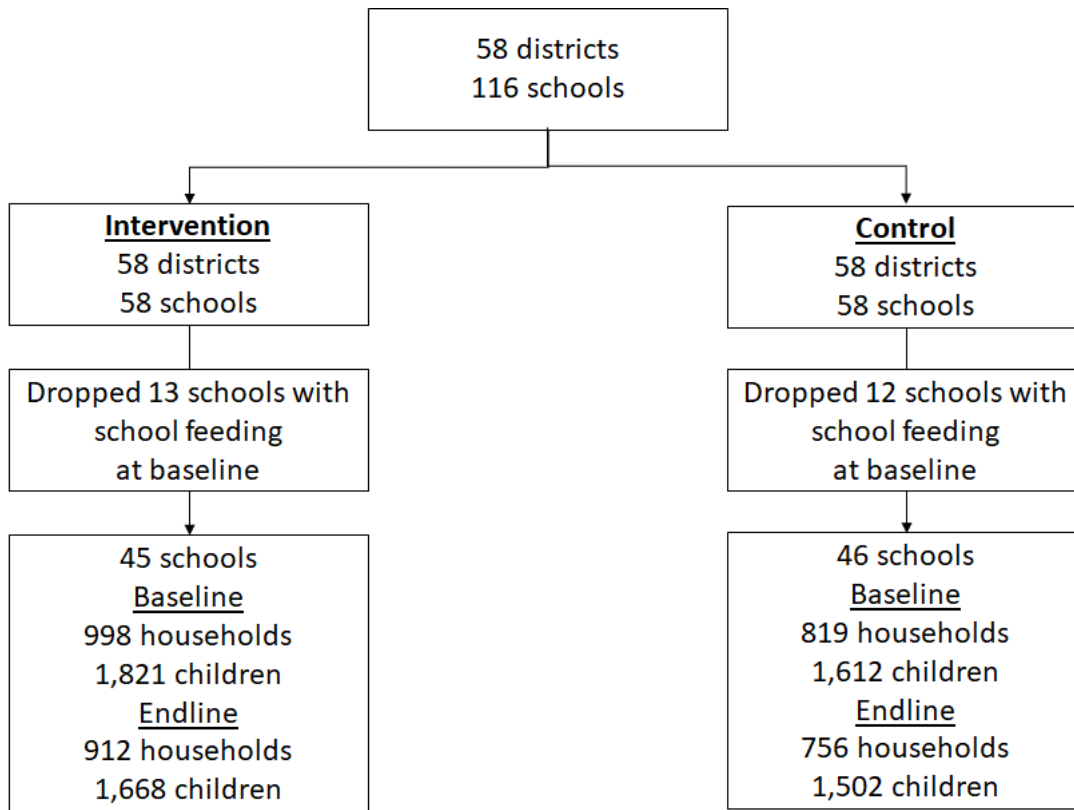 58 districts
116 schools
Intervention
58 districts
58 schools
Control
58 districts
58 schools
Dropped 13 schools with
school feeding
at baseline
Dropped 12 schools with
school feeding
at baseline
45 schools
Baseline
998 households
1,821 children
Endline
912 households
1,668 children
46 schools
Baseline
819 households
1,612 children
Endline
756 households
1,502 children